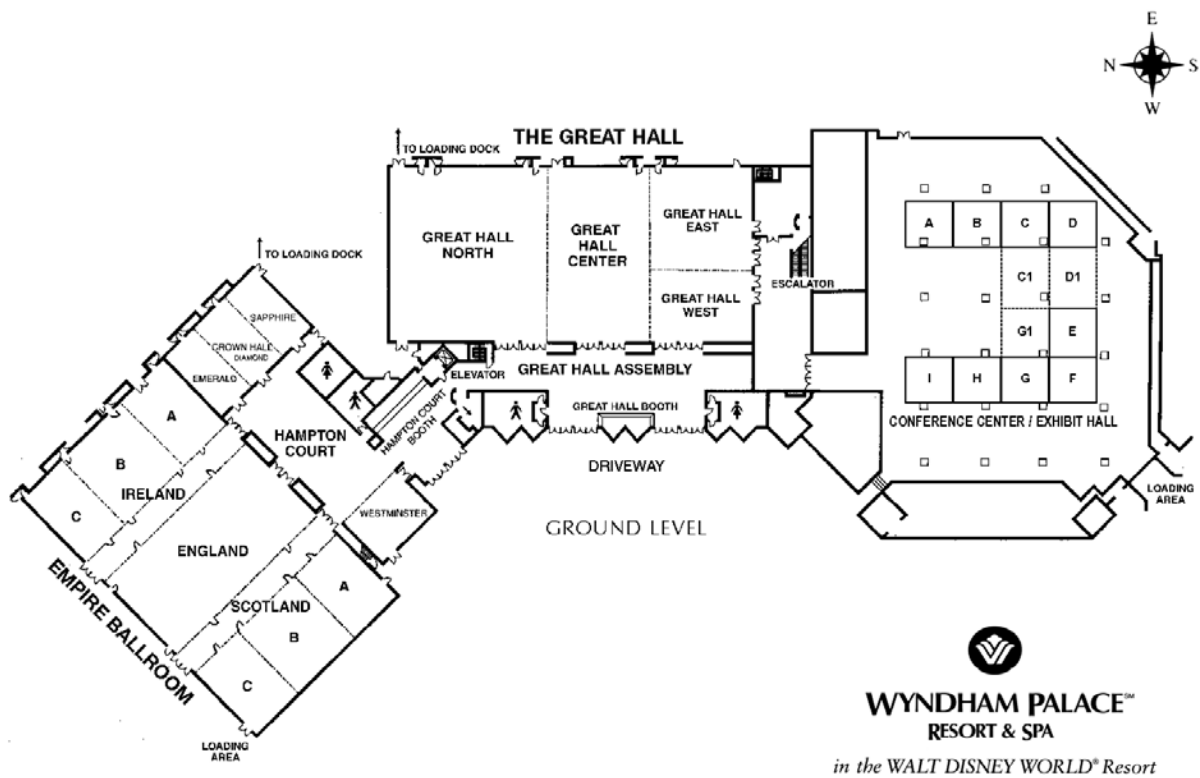 E
N
S
W
THE GREAT HALL
TO LOADING DOCK
GREAT HALL
NORTH
GREAT
HALL
CENTER
GREAT HALL
EAST
GREAT HALL
WEST
ESCALATOR
A
B
C
D
C1
D1
G1
E
I
H
G
F
CONFERENCE CENTER / EXHIBIT HALL
LOADING
AREA
TO LOADING DOCK
SAPPHIRE
CROWN HALL
DIAMOND
EMERALD
ELEVATOR
GREAT HALL ASSEMBLY
GREAT HALL BOOTH
HAMPTON COURT
BOOTH
DRIVEWAY
HAMPTON
COURT
WESTMINSTER
A
B
IRELAND
C
ENGLAND
A
SCOTLAND
B
C
EMPIRE BALLROOM
LOADING
AREA
GROUND LEVEL
WYNDHAM PALACE℠
RESORT & SPA
in the WALT DISNEY WORLD® Resort